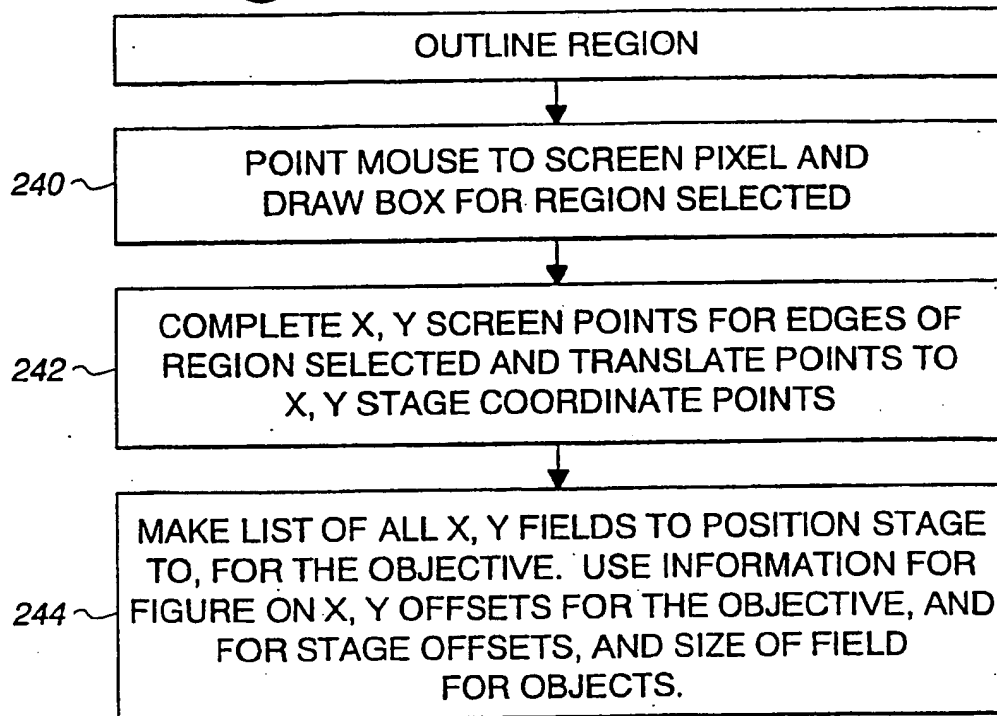 OUTLINE REGION
240
POINT MOUSE TO SCREEN PIXEL AND
DRAW BOX FOR REGION SELECTED
242
COMPLETE X, Y SCREEN POINTS FOR EDGES OF
REGION SELECTED AND TRANSLATE POINTS TO
X, Y STAGE COORDINATE POINTS
244
MAKE LIST OF ALL X, Y FIELDS TO POSITION STAGE
TO, FOR THE OBJECTIVE. USE INFORMATION FOR
FIGURE ON X, Y OFFSETS FOR THE OBJECTIVE, AND
FOR STAGE OFFSETS, AND SIZE OF FIELD
FOR OBJECTS.